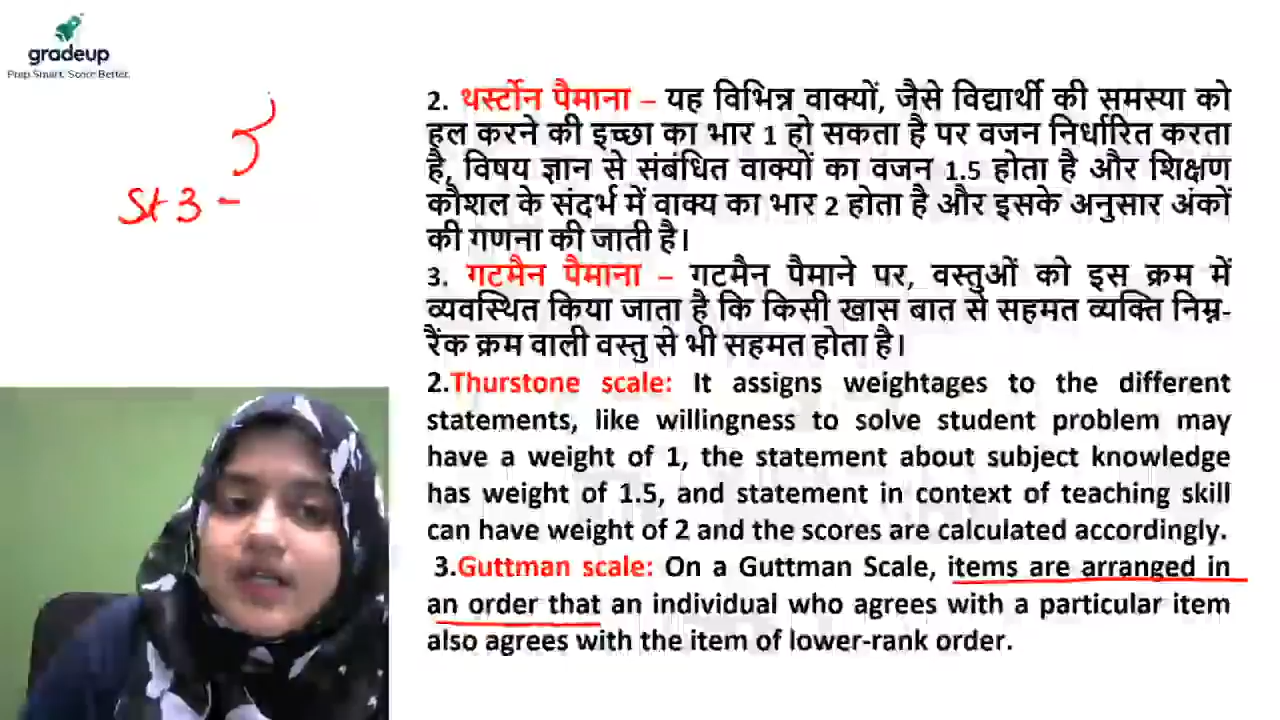 gradeup
Prep Smart. Score Better.
St 3 -
2. थर्स्टोन पैमाना – यह विभिन्न वाक्यों, जैसे विद्यार्थी की समस्या को
हल करने की इच्छा का भार 1 हो सकता है पर वजन निर्धारित करता
है, विषय ज्ञान से संबंधित वाक्यों का वजन 1.5 होता है और शिक्षण
कौशल के संदर्भ में वाक्य का भार 2 होता है और इसके अनुसार अंकों
की गणना की जाती है।
3. गटमैन पैमाना – गटमैन पैमाने पर, वस्तुओं को इस क्रम में
व्यवस्थित किया जाता है कि किसी खास बात से सहमत व्यक्ति निम्न-
रैंक क्रम वाली वस्तु से भी सहमत होता है।
2.Thurstone scale: It assigns weightages to the different
statements, like willingness to solve student problem may
have a weight of 1, the statement about subject knowledge
has weight of 1.5, and statement in context of teaching skill
can have weight of 2 and the scores are calculated accordingly.
3.Guttman scale: On a Guttman Scale, items are arranged in
an order that an individual who agrees with a particular item
also agrees with the item of lower-rank order.